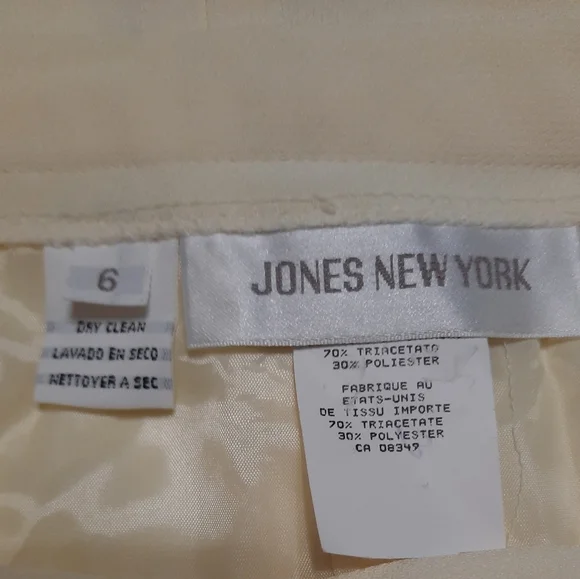 6
DRY CLEAN
LAVADO EN SECO
NETTOYER A SEC
JONES NEW YORK
70% TRIACETATO
30% POLIESTER
FABRIQUE AU
ETATS-UNIS
DE TISSU IMPORTE
70% TRIACETATE
30% POLYESTER
CA 08349